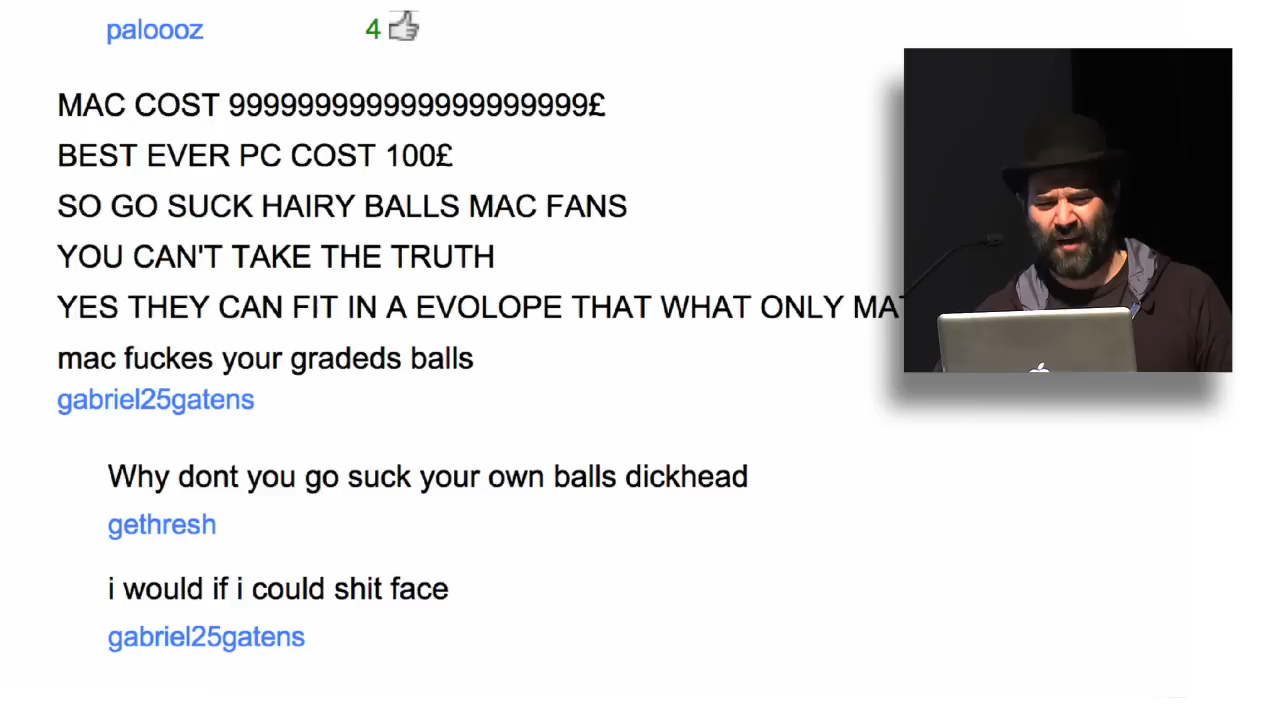 paloooz 4
MAC COST 999999999999999999999£
BEST EVER PC COST 100£
SO GO SUCK HAIRY BALLS MAC FANS
YOU CAN'T TAKE THE TRUTH
YES THEY CAN FIT IN A EVOLOPE THAT WHAT ONLY
mac fuckes your gradeds balls
gabriel25gatens
Why dont you go suck your own balls dickhead
gethresh
i would if i could shit face
gabriel25gatens